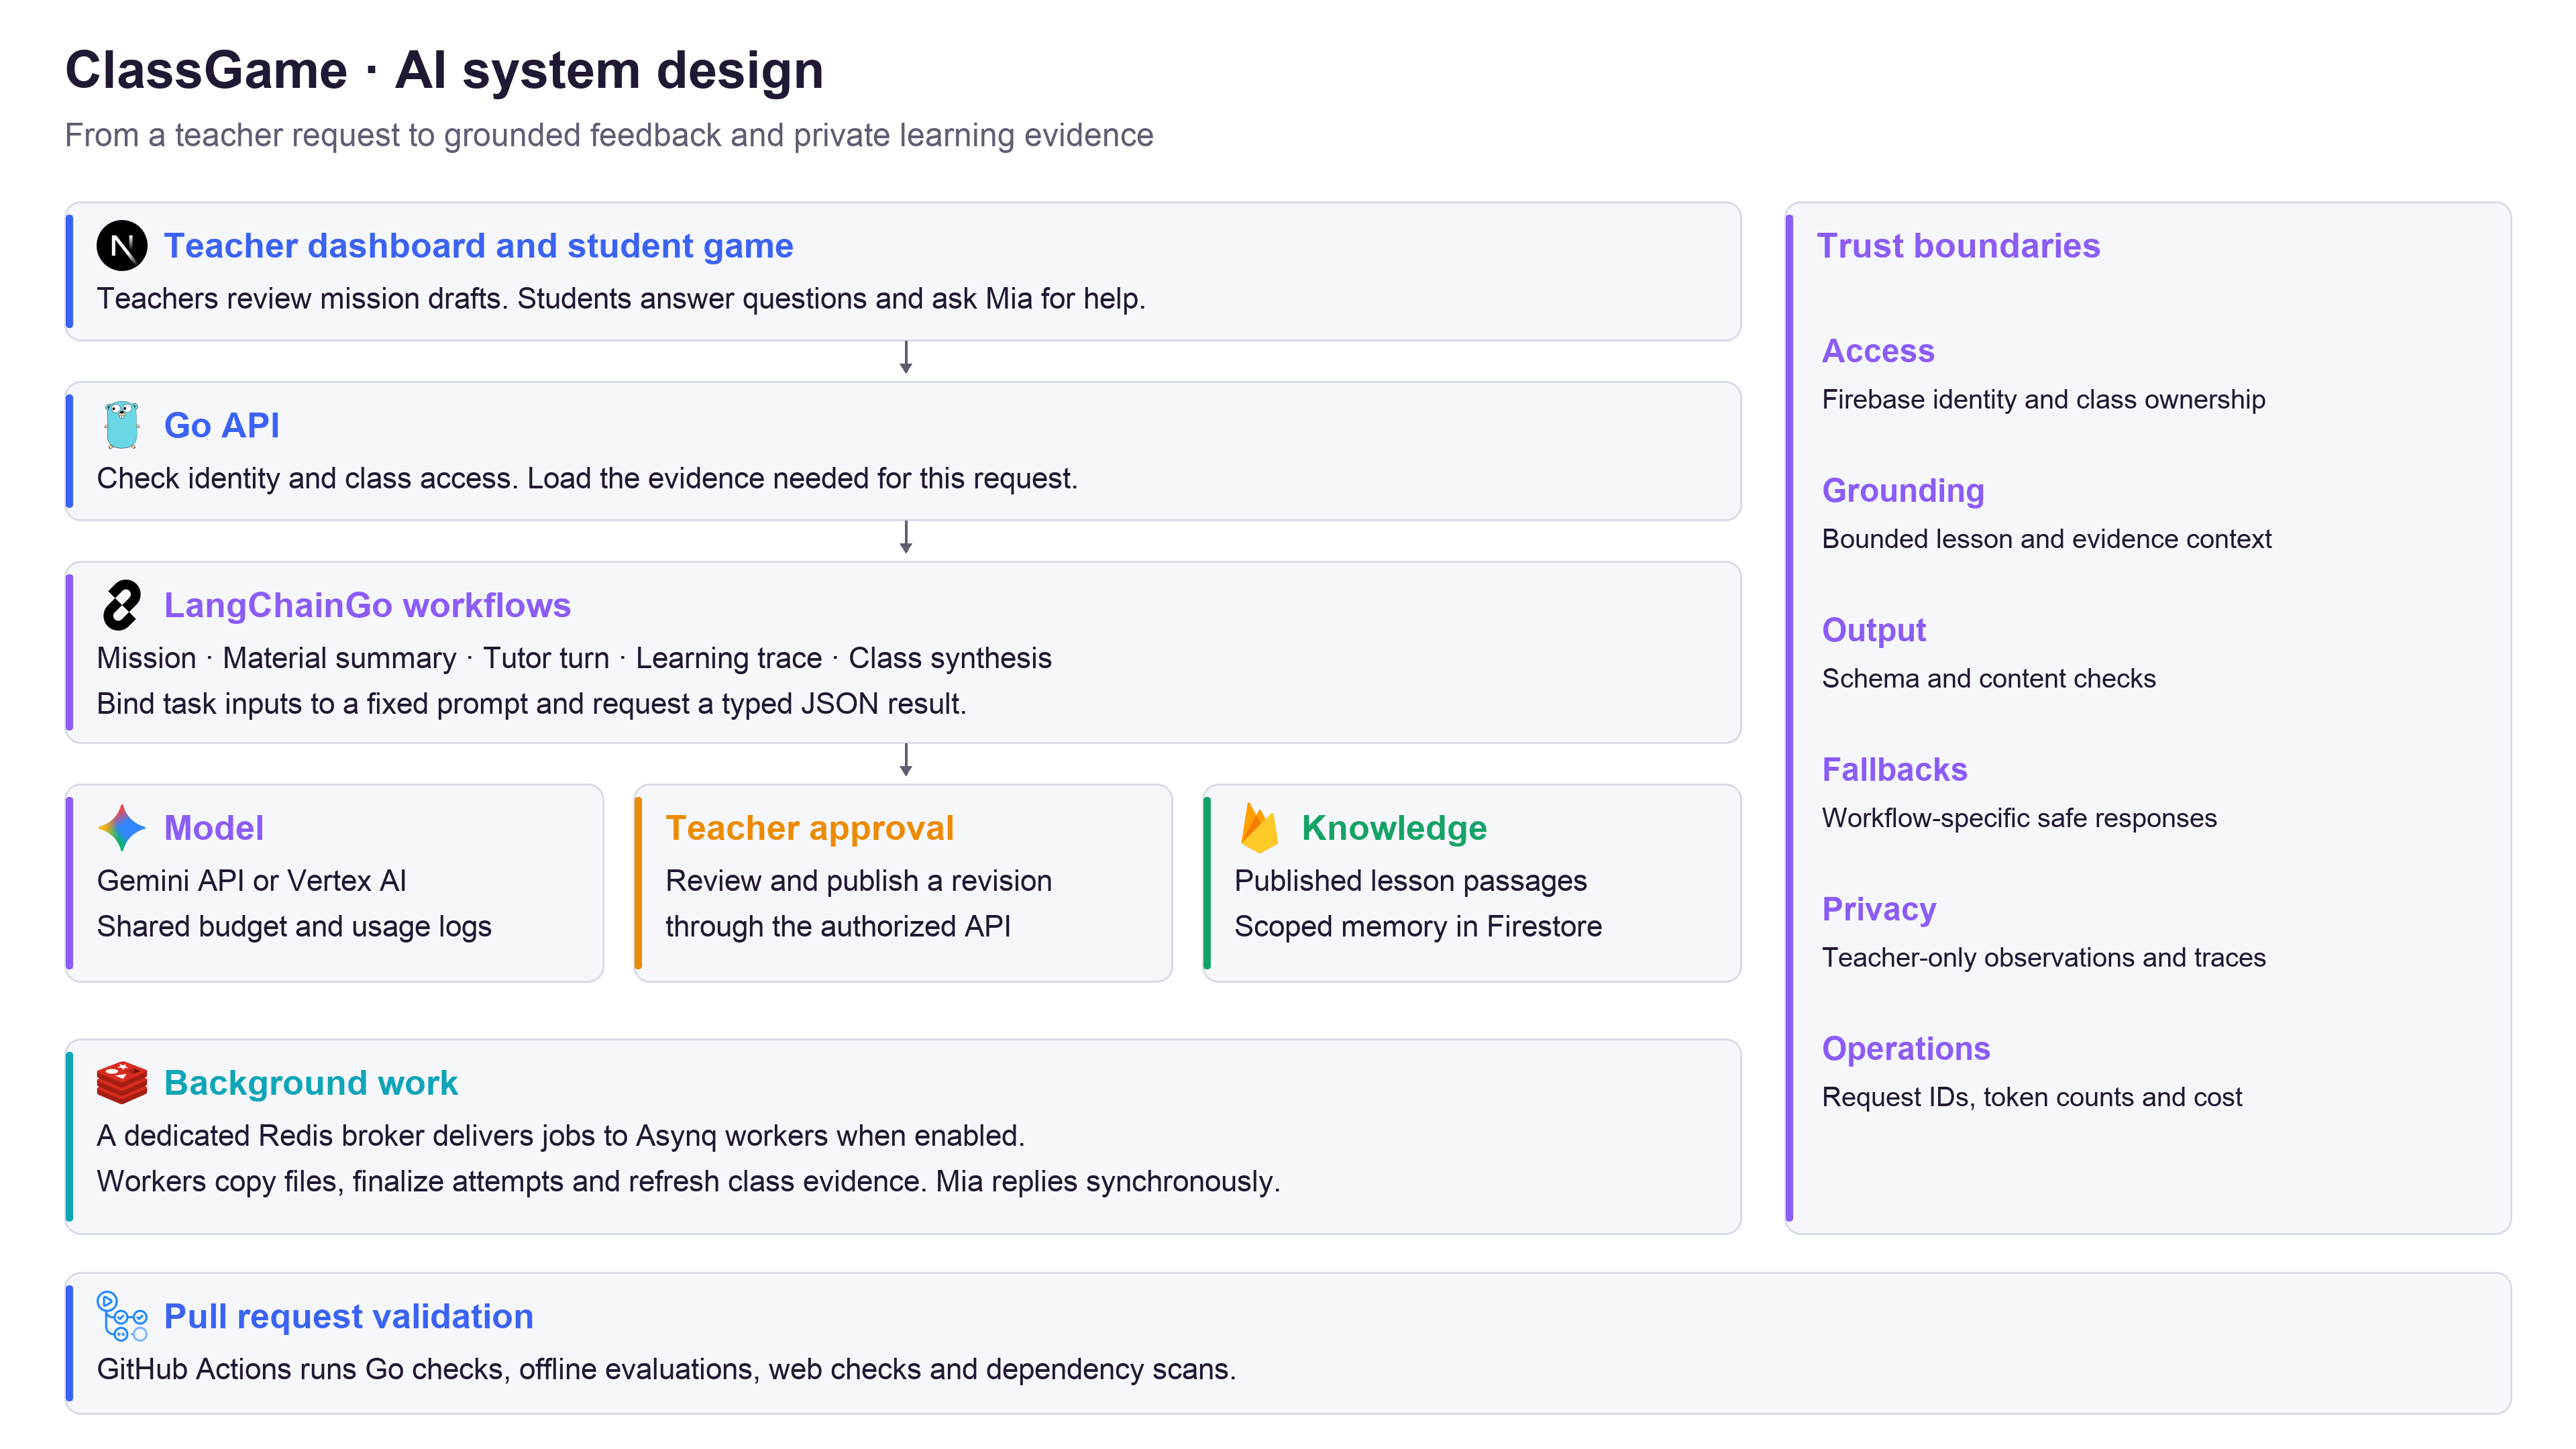 ClassGame · AI system design
From a teacher request to grounded feedback and private learning evidence
Teacher dashboard and student game
Teachers review mission drafts. Students answer questions and ask Mia for help.
Go API
Check identity and class access. Load the evidence needed for this request.
LangChainGo workflows
Mission · Material summary · Tutor turn · Learning trace · Class synthesis
Bind task inputs to a fixed prompt and request a typed JSON result.
Model
Gemini API or Vertex AI
Shared budget and usage logs
Teacher approval
Review and publish a revision
through the authorized API
Knowledge
Published lesson passages
Scoped memory in Firestore
Background work
A dedicated Redis broker delivers jobs to Asynq workers when enabled.
Workers copy files, finalize attempts and refresh class evidence. Mia replies synchronously.
Trust boundaries
Access
Firebase identity and class ownership
Grounding
Bounded lesson and evidence context
Output
Schema and content checks
Fallbacks
Workflow-specific safe responses
Privacy
Teacher-only observations and traces
Operations
Request IDs, token counts and cost
Pull request validation
GitHub Actions runs Go checks, offline evaluations, web checks and dependency scans.